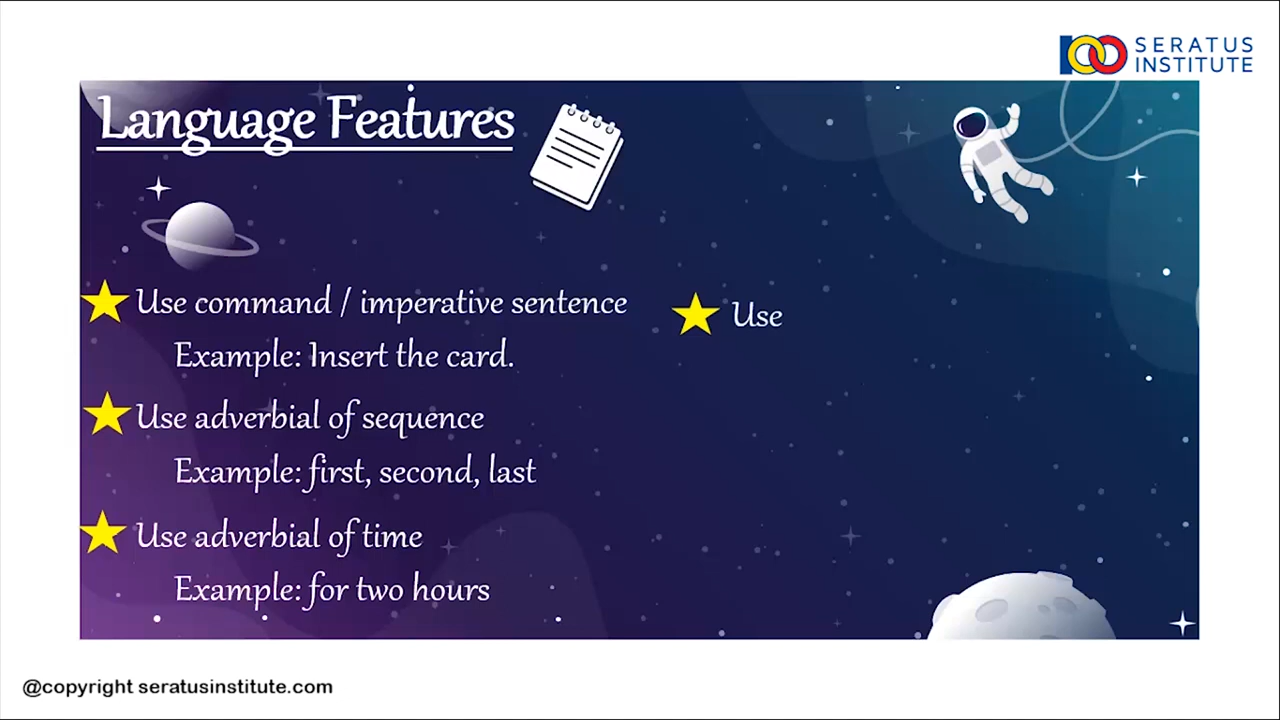 SERATUS
INSTITUTE
Language Features
Use command / imperative sentence
Example: Insert the card.
Use adverbial of sequence
Example: first, second, last
Use adverbial of time
Example: for two hours
Use
@copyright seratusinstitute.com